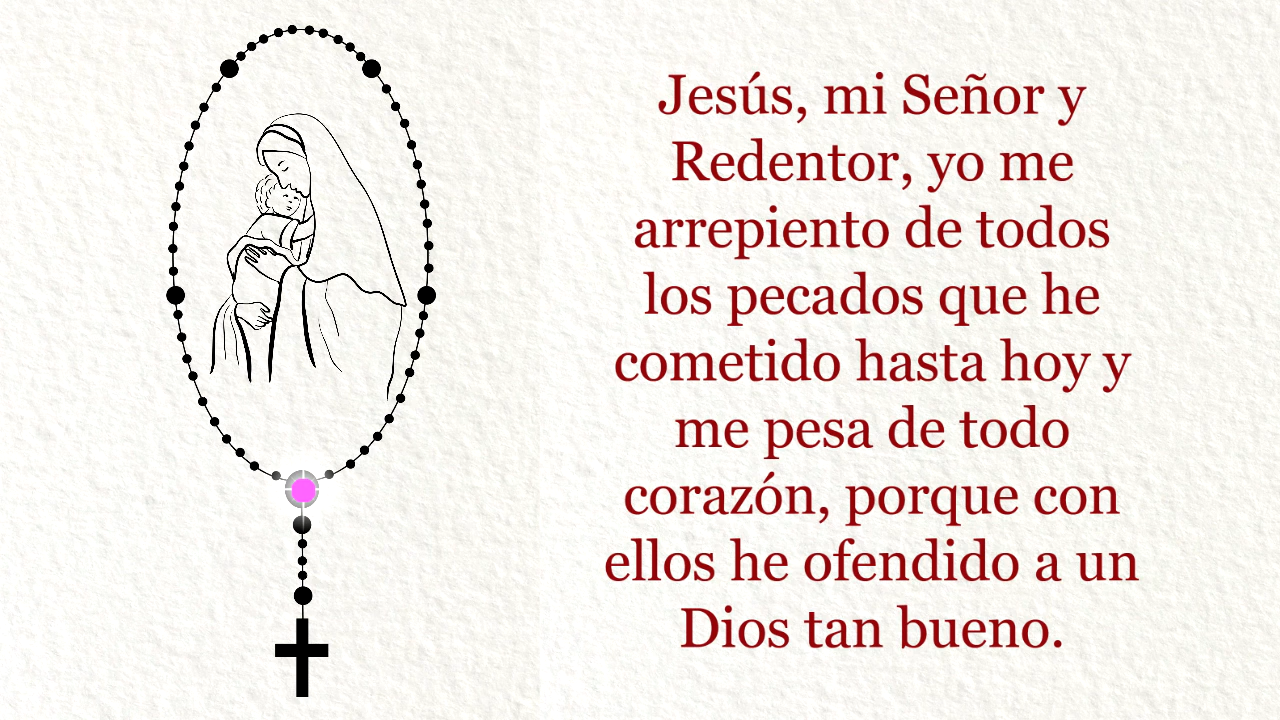 Jesús, mi Señor y
Redentor, yo me
arrepiento de todos
los pecados que he
cometido hasta hoy y
me pesa de todo
corazón, porque con
ellos he ofendido a un
Dios tan bueno.